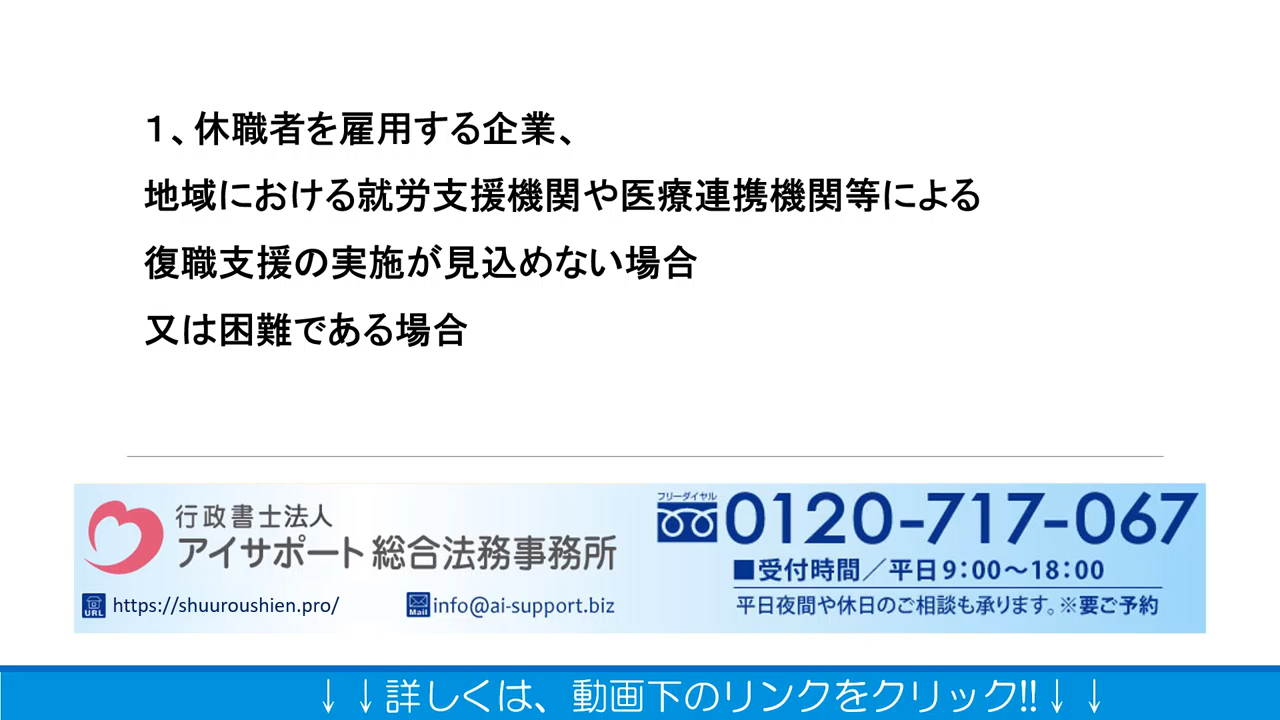 １、休職者を雇用する企業、
地域における就労支援機関や医療連携機関等による
復職支援の実施が見込めない場合
又は困難である場合
行政書士法人
アイサポート 総合法務事務所
URL https://shuuroushien.pro/
Mail info@ai-support.biz
フリーダイヤル
0120-717-067
■受付時間／平日9:00～18:00
平日夜間や休日のご相談も承ります。※要ご予約
↓↓詳しくは、動画下のリンクをクリック!!↓↓